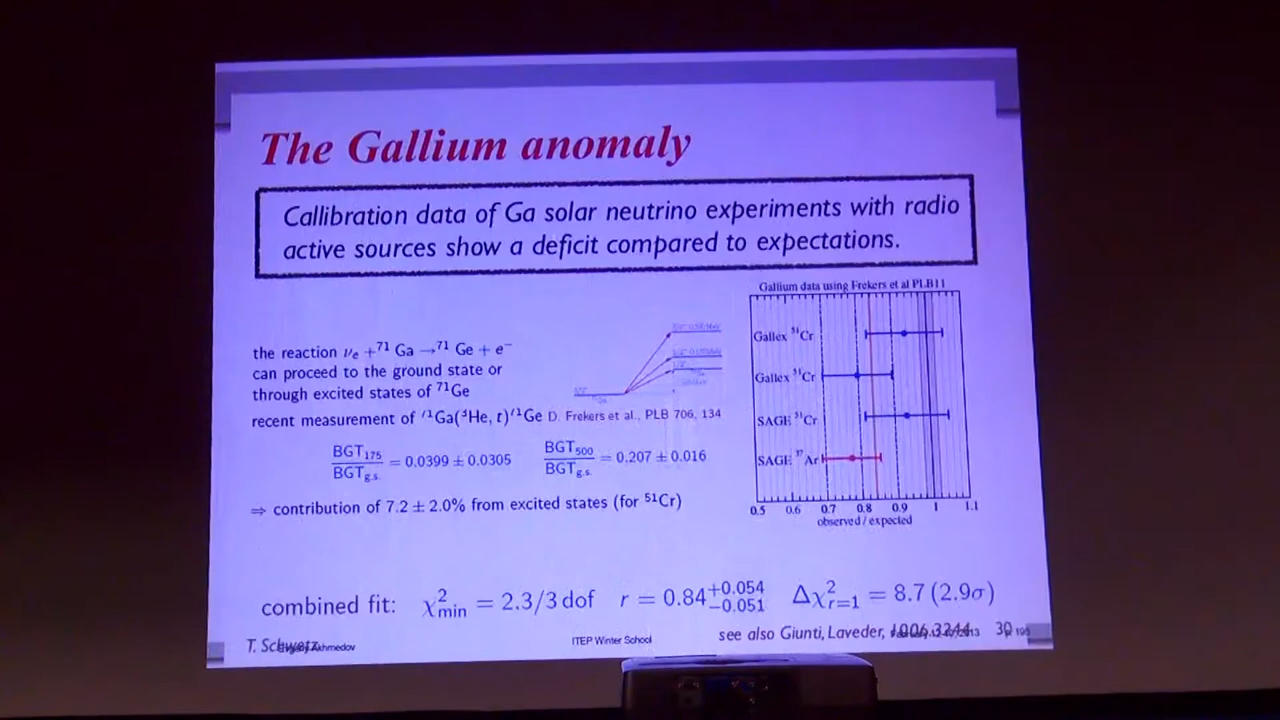 The Gallium anomaly
Callibration data of Ga solar neutrino experiments with radio
active sources show a deficit compared to expectations.
the reaction νₑ + ⁷¹Ga → ⁷¹Ge + e⁻
can proceed to the ground state or
through excited states of ⁷¹Ge
recent measurement of ⁷¹Ga(³He, t)⁷¹Ge D. Frekers et al., PLB 706, 134
BGT₁₇₅ / BGT_g.s. = 0.0399 ± 0.0305   BGT₅₀₀ / BGT_g.s. = 0.207 ± 0.016
⇒ contribution of 7.2 ± 2.0% from excited states (for ⁵¹Cr)
Gallium data using Frekers et al PLB11
Gallex ⁵¹Cr
Gallex ⁵¹Cr
SAGE ⁵¹Cr
SAGE ³⁷Ar
0.5 0.6 0.7 0.8 0.9 1 1.1
observed / expected
combined fit: χ²_min = 2.3/3 dof   r = 0.84 +0.054 −0.051   Δχ²_r=1 = 8.7 (2.9σ)
see also Giunti, Laveder, 1006.3244
T. Schwetz
ITEP Winter School
30